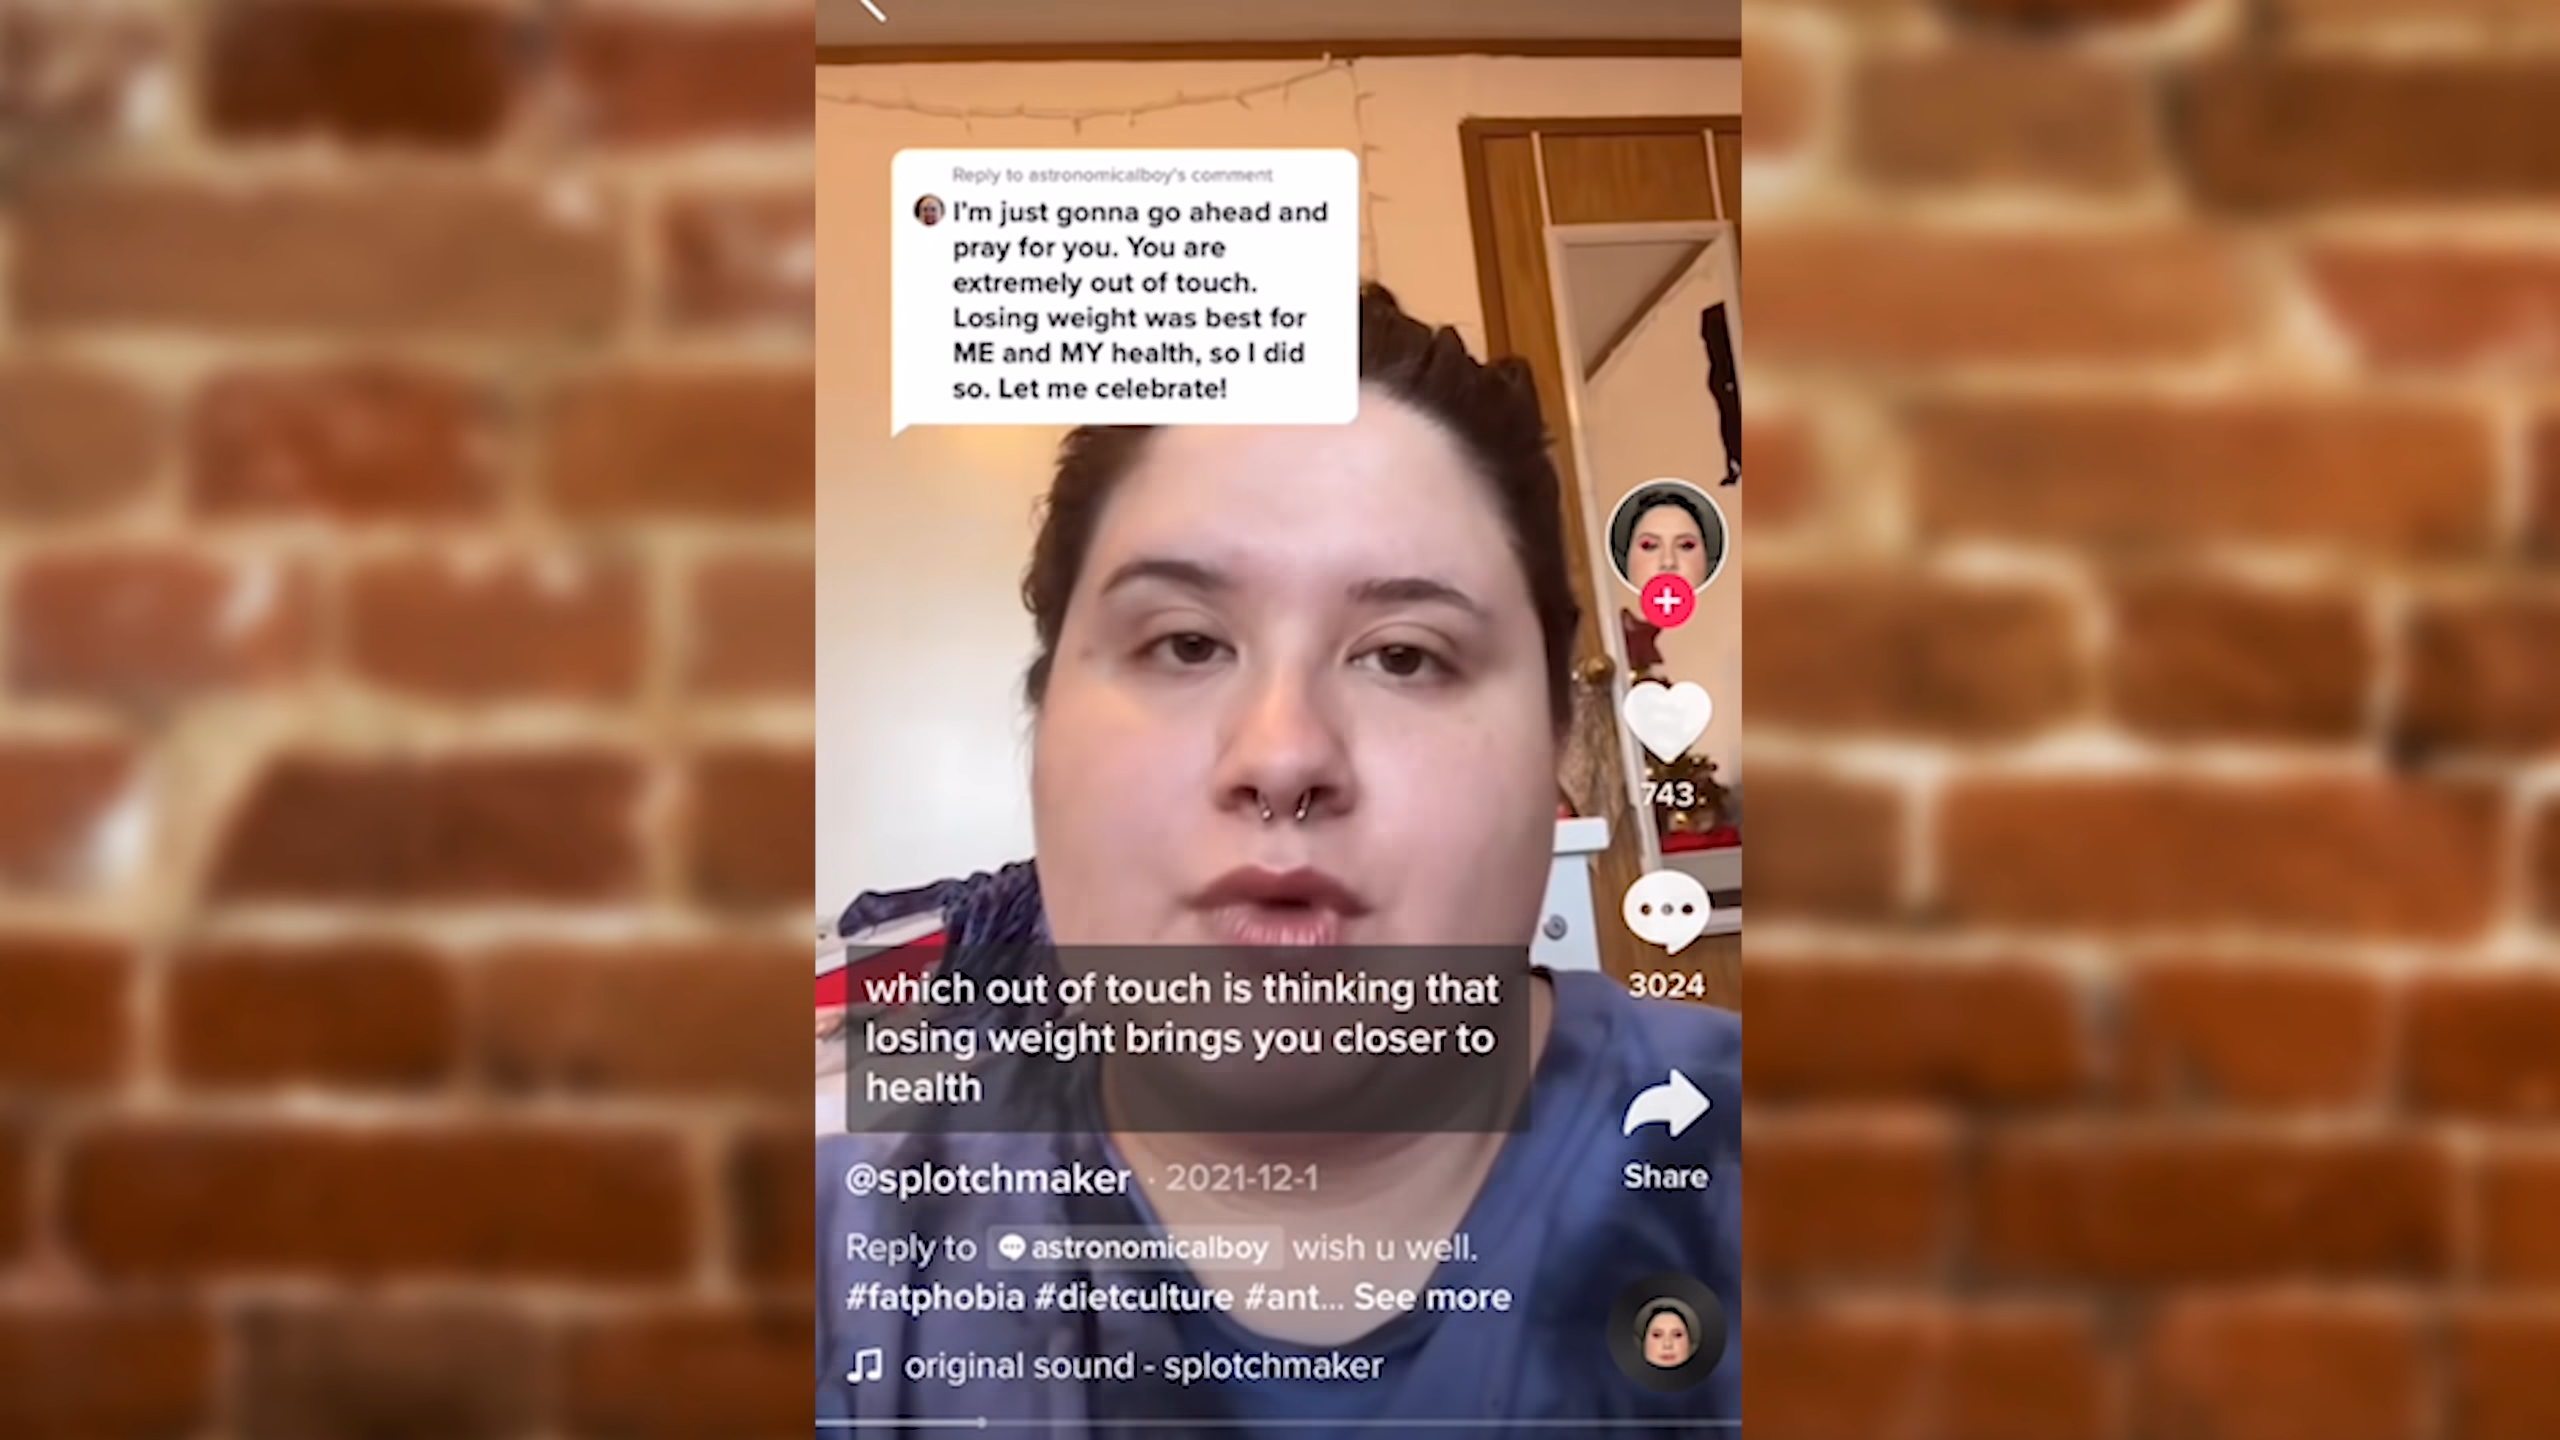 Reply to astronomicalboy's comment
I'm just gonna go ahead and
pray for you. You are
extremely out of touch.
Losing weight was best for
ME and MY health, so I did
so. Let me celebrate!
743
3024
which out of touch is thinking that
losing weight brings you closer to
health
Share
@splotchmaker · 2021-12-1
Reply to astronomicalboy wish u well.
#fatphobia #dietculture #ant... See more
original sound - splotchmaker